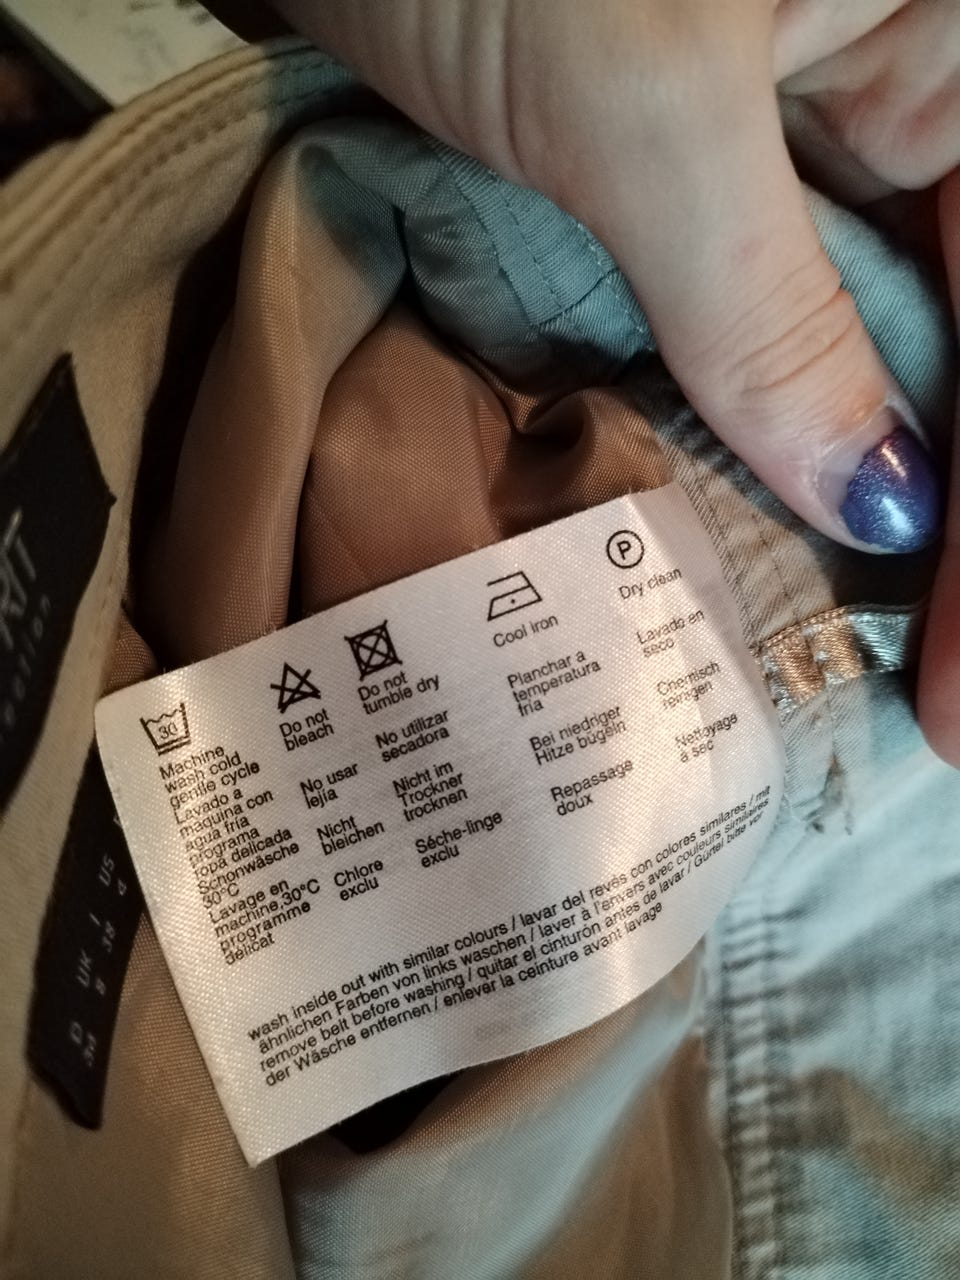 30
Machine
wash cold
gentle cycle
Lavado a
maquina con
agua fría
programa
ropa delicada
Schonwäsche
30°C
Lavage en
machine,30°C
programme
délicat
Do not
bleach
No usar
lejía
Nicht
bleichen
Chlore
exclu
Do not
tumble dry
No utilizar
secadora
Nicht im
Trockner
trocknen
Séche-linge
exclu
Cool iron
Planchar a
temperatura
fría
Bei niedriger
Hitze bügeln
Repassage
doux
P
Dry clean
Lavado en
seco
Chemisch
reinigen
Nettoyage
à sec
wash inside out with similar colours / lavar del revés con colores similares / mit
ähnlichen Farben von links waschen / laver à l'envers avec couleurs similaires
remove belt before washing / quitar el cinturón antes de lavar / Gürtel bitte vor
der Wäsche entfernen / enlever la ceinture avant lavage
D UK I US
38 8